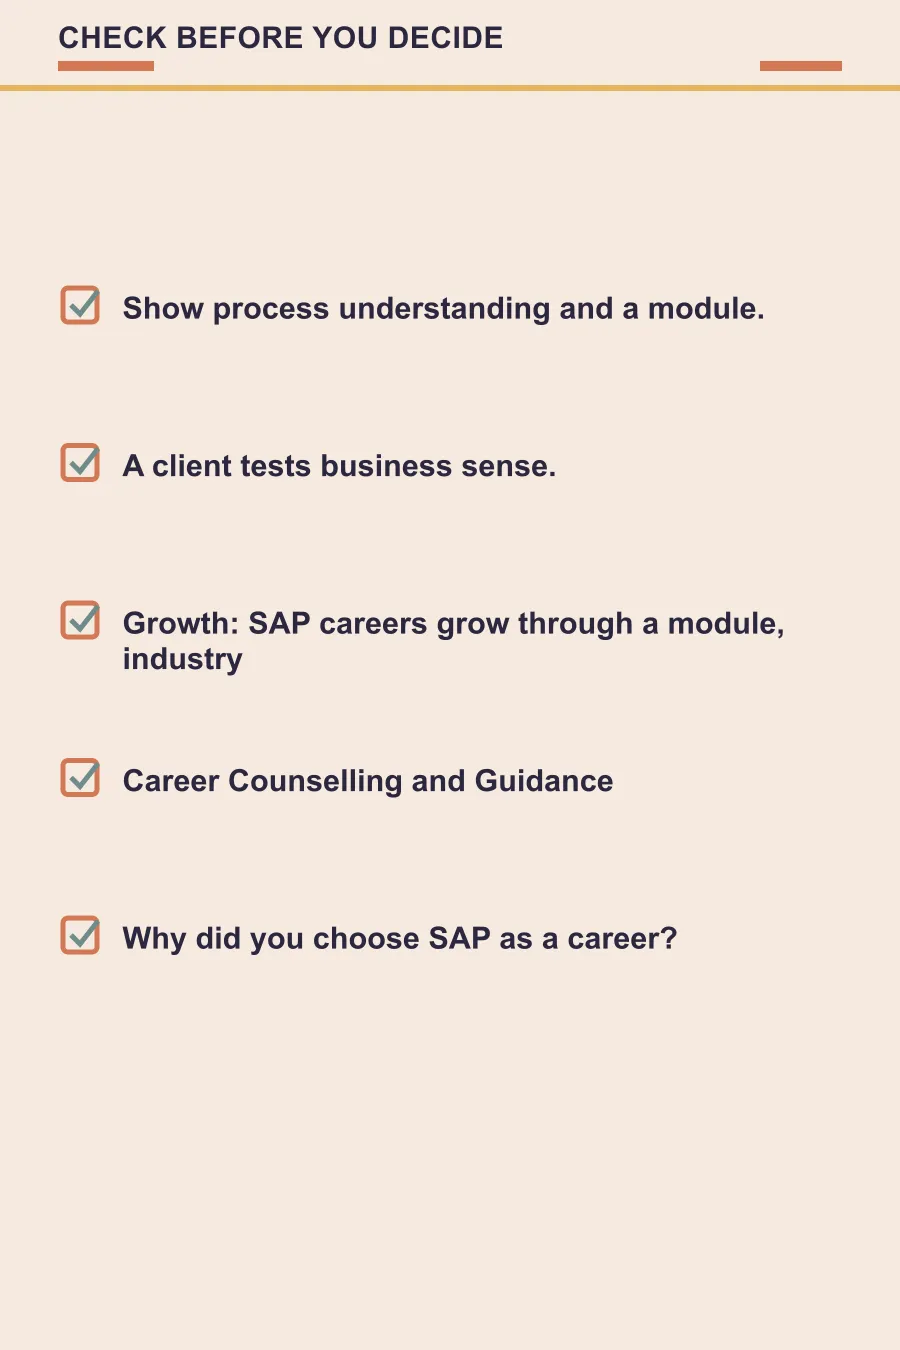 CHECK BEFORE YOU DECIDE
Show process understanding and a module.
A client tests business sense.
Growth: SAP careers grow through a module,
industry
Career Counselling and Guidance
Why did you choose SAP as a career?